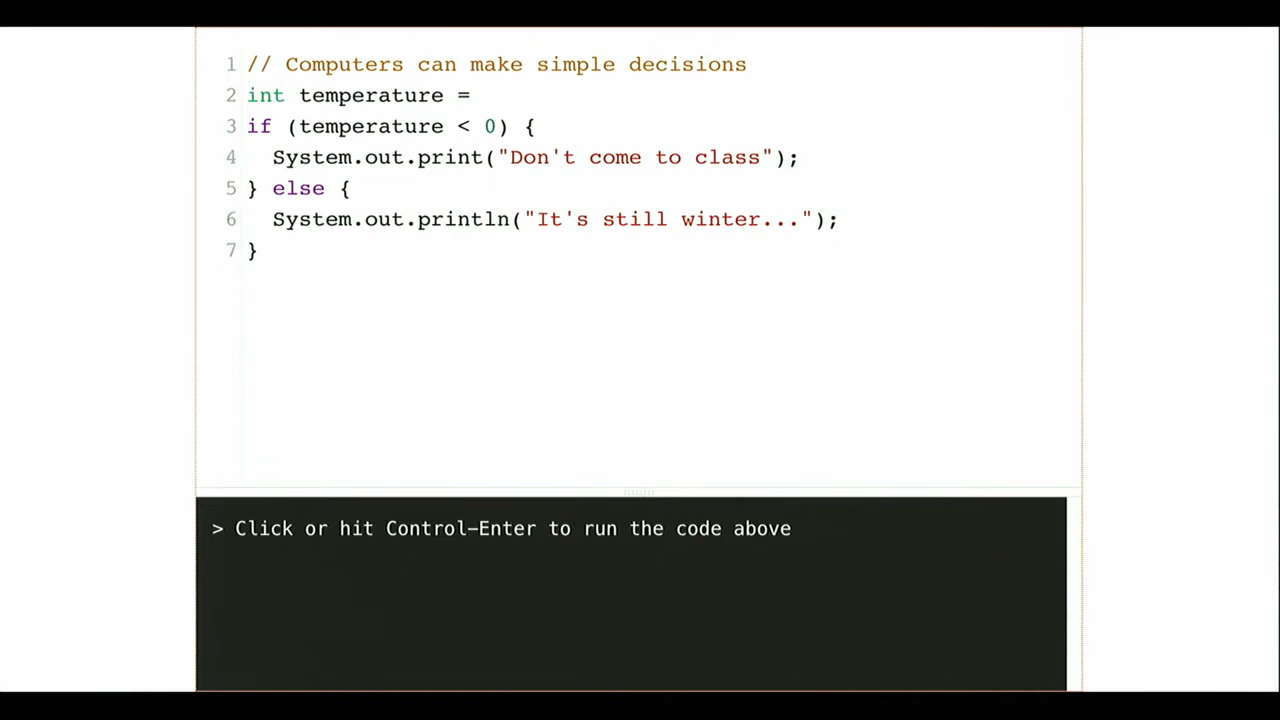 1 // Computers can make simple decisions
2 int temperature =
3 if (temperature < 0) {
4   System.out.print("Don't come to class");
5 } else {
6   System.out.println("It's still winter...");
7 }
> Click or hit Control-Enter to run the code above